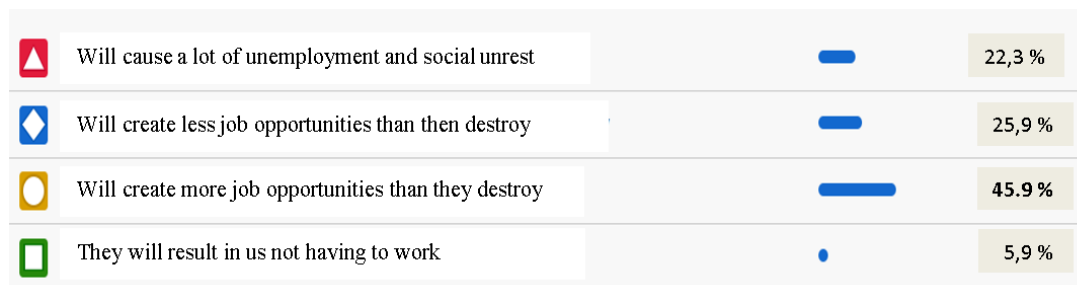 Will cause a lot of unemployment and social unrest 22,3 %
Will create less job opportunities than then destroy 25,9 %
Will create more job opportunities than they destroy 45.9 %
They will result in us not having to work 5,9 %